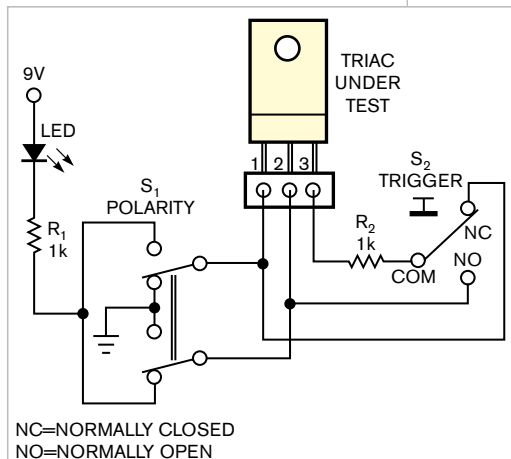 TRIAC
UNDER
TEST
9V
LED
1 2 3
S₁
POLARITY
S₂
TRIGGER
R₁
1k
R₂
1k
NC
NO
COM
NC=NORMALLY CLOSED
NO=NORMALLY OPEN